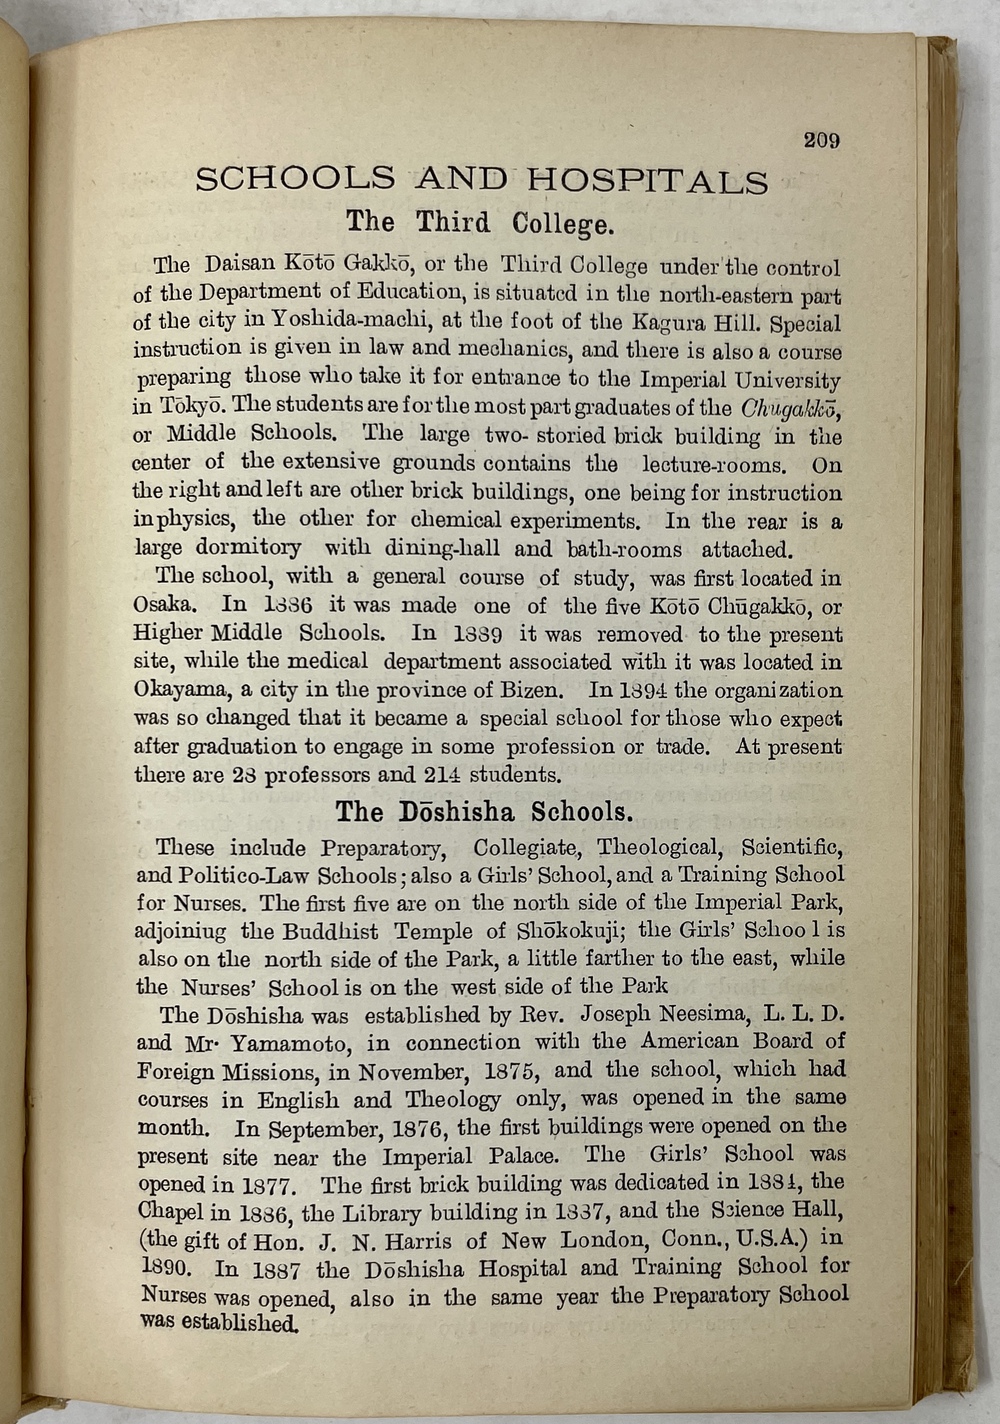 209
SCHOOLS AND HOSPITALS
The Third College.
The Daisan Kōtō Gakkō, or the Third College under the control
of the Department of Education, is situated in the north-eastern part
of the city in Yoshida-machi, at the foot of the Kagura Hill. Special
instruction is given in law and mechanics, and there is also a course
preparing those who take it for entrance to the Imperial University
in Tōkyō. The students are for the most part graduates of the Chugakkō,
or Middle Schools. The large two- storied brick building in the
center of the extensive grounds contains the lecture-rooms. On
the right and left are other brick buildings, one being for instruction
in physics, the other for chemical experiments. In the rear is a
large dormitory with dining-hall and bath-rooms attached.
The school, with a general course of study, was first located in
Osaka. In 1886 it was made one of the five Kōtō Chūgakkō, or
Higher Middle Schools. In 1889 it was removed to the present
site, while the medical department associated with it was located in
Okayama, a city in the province of Bizen. In 1894 the organization
was so changed that it became a special school for those who expect
after graduation to engage in some profession or trade. At present
there are 28 professors and 214 students.
The Dōshisha Schools.
These include Preparatory, Collegiate, Theological, Scientific,
and Politico-Law Schools; also a Girls' School, and a Training School
for Nurses. The first five are on the north side of the Imperial Park,
adjoiniug the Buddhist Temple of Shōkokuji; the Girls' Schoo l is
also on the north side of the Park, a little farther to the east, while
the Nurses' School is on the west side of the Park
The Dōshisha was established by Rev. Joseph Neesima, L. L. D.
and Mr· Yamamoto, in connection with the American Board of
Foreign Missions, in November, 1875, and the school, which had
courses in English and Theology only, was opened in the same
month. In September, 1876, the first buildings were opened on the
present site near the Imperial Palace. The Girls' School was
opened in 1877. The first brick building was dedicated in 1884, the
Chapel in 1886, the Library building in 1887, and the Science Hall,
(the gift of Hon. J. N. Harris of New London, Conn., U.S.A.) in
1890. In 1887 the Dōshisha Hospital and Training School for
Nurses was opened, also in the same year the Preparatory School
was established.